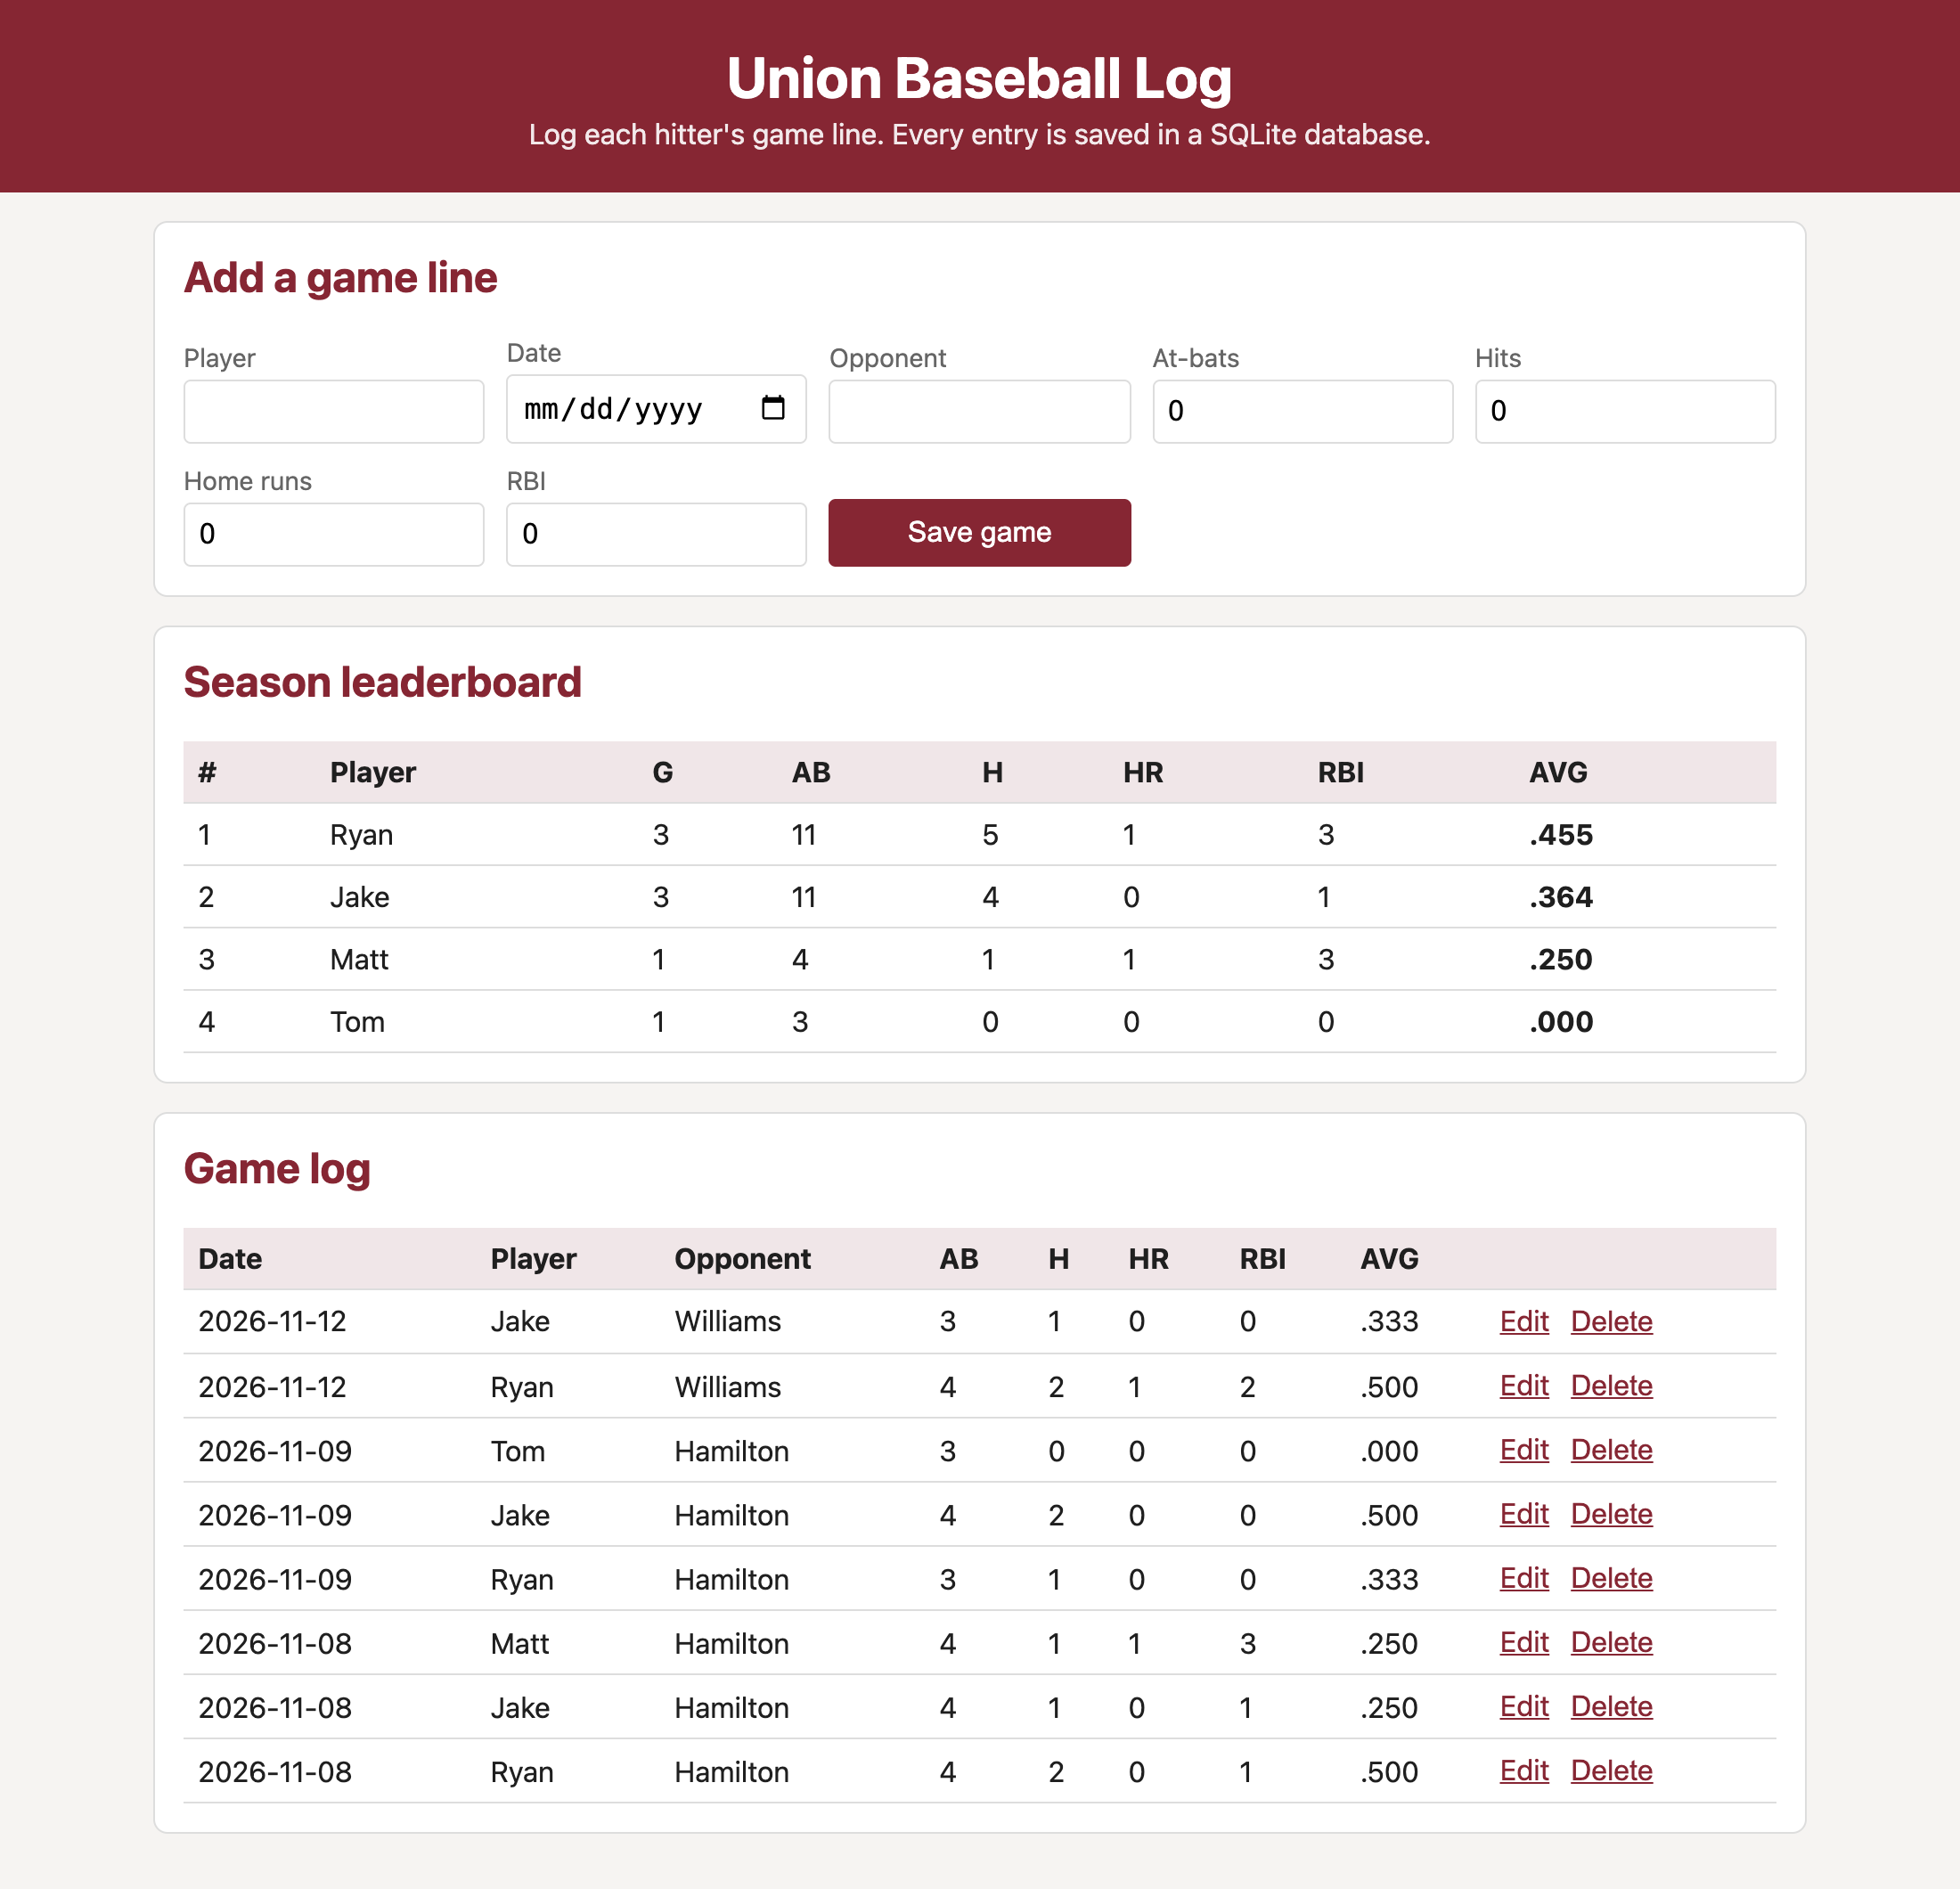 Union Baseball Log
Log each hitter's game line. Every entry is saved in a SQLite database.
Add a game line
Player Date Opponent At-bats Hits
mm/dd/yyyy 0 0
Home runs RBI
0 0 Save game
Season leaderboard
# Player G AB H HR RBI AVG
1 Ryan 3 11 5 1 3 .455
2 Jake 3 11 4 0 1 .364
3 Matt 1 4 1 1 3 .250
4 Tom 1 3 0 0 0 .000
Game log
Date Player Opponent AB H HR RBI AVG
2026-11-12 Jake Williams 3 1 0 0 .333 Edit Delete
2026-11-12 Ryan Williams 4 2 1 2 .500 Edit Delete
2026-11-09 Tom Hamilton 3 0 0 0 .000 Edit Delete
2026-11-09 Jake Hamilton 4 2 0 0 .500 Edit Delete
2026-11-09 Ryan Hamilton 3 1 0 0 .333 Edit Delete
2026-11-08 Matt Hamilton 4 1 1 3 .250 Edit Delete
2026-11-08 Jake Hamilton 4 1 0 1 .250 Edit Delete
2026-11-08 Ryan Hamilton 4 2 0 1 .500 Edit Delete